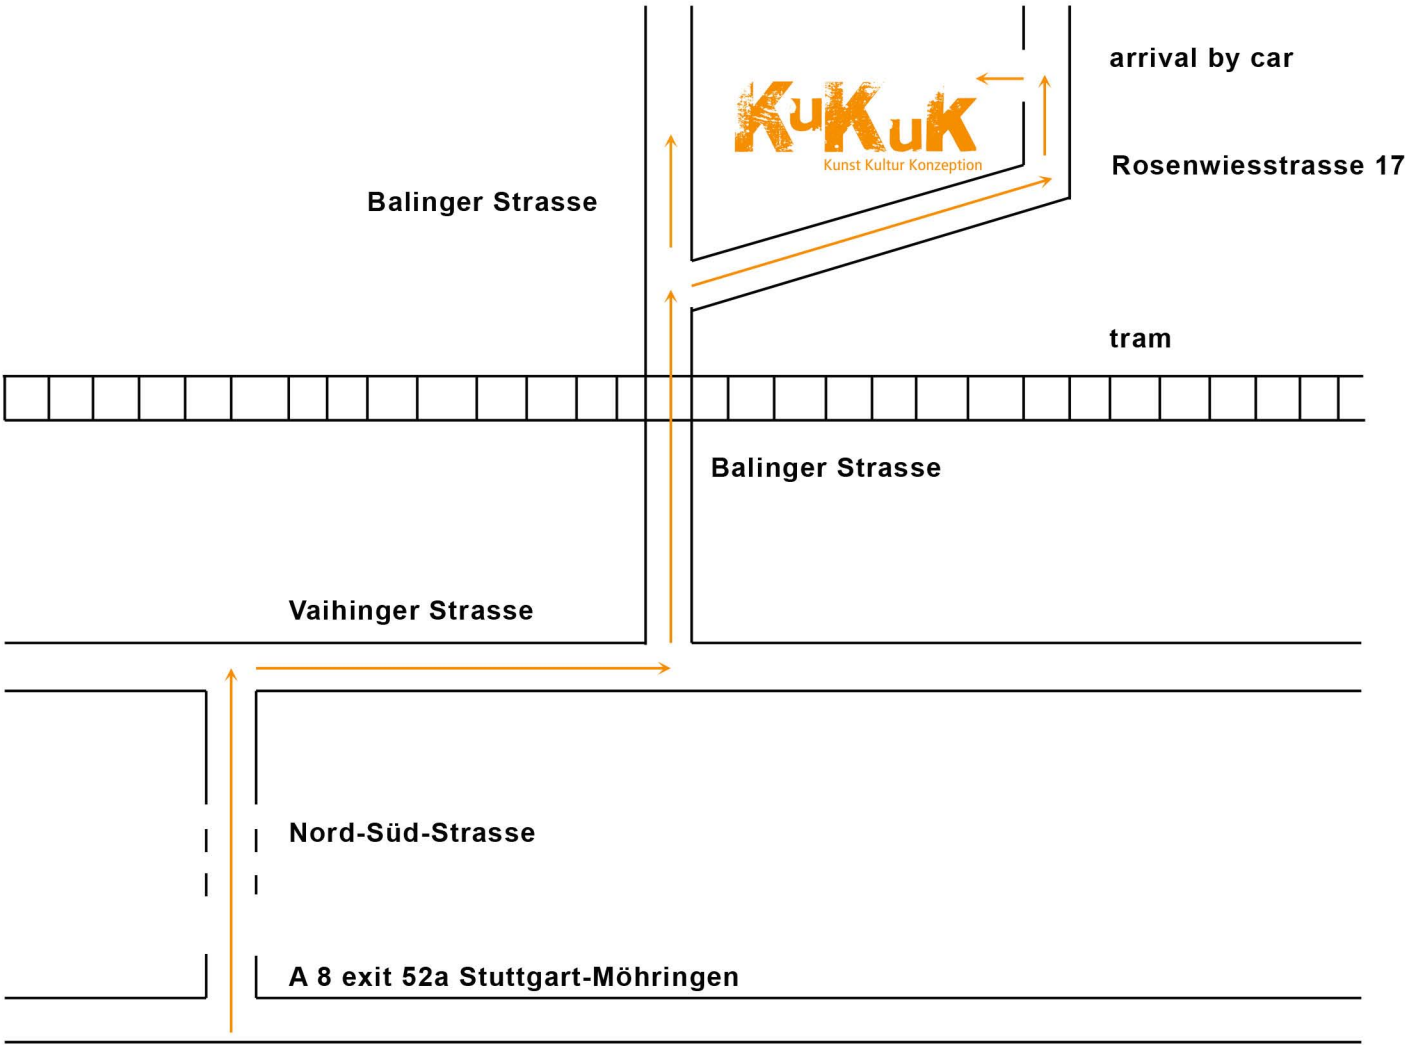 arrival by car
KuKuK
Kunst Kultur Konzeption
Rosenwiesstrasse 17
Balinger Strasse
tram
Balinger Strasse
Vaihinger Strasse
Nord-Süd-Strasse
A 8 exit 52a Stuttgart-Möhringen